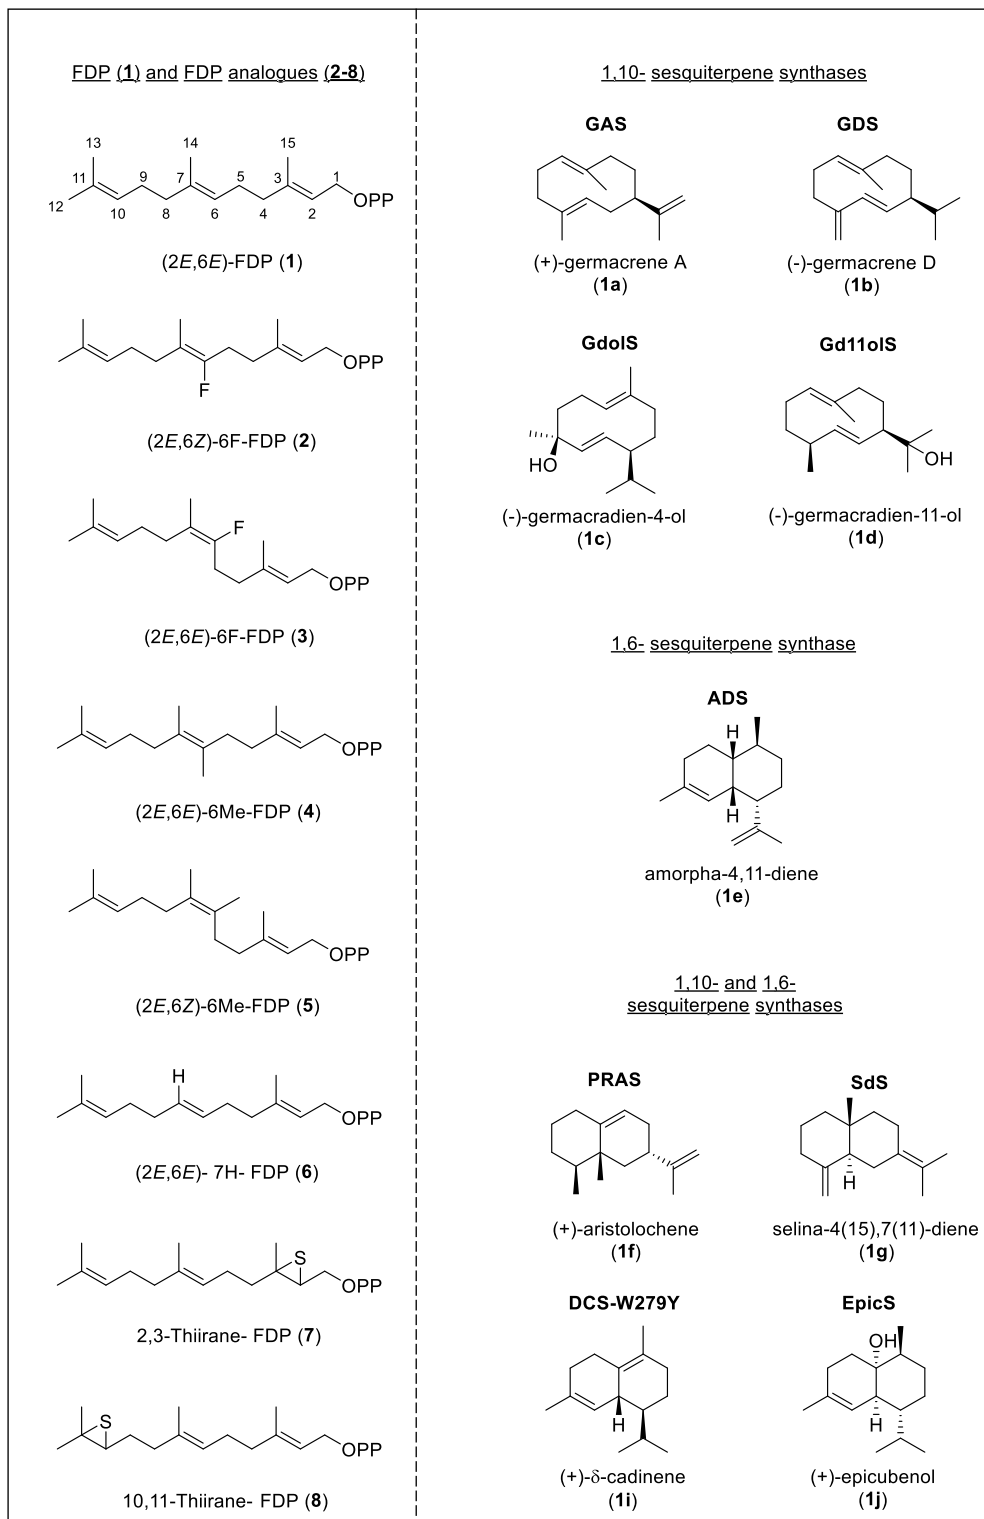 FDP (1) and FDP analogues (2-8)
13 14 15
11 9 7 5 3 1
12 10 8 6 4 2
OPP
(2E,6E)-FDP (1)
OPP
F
(2E,6Z)-6F-FDP (2)
F
OPP
(2E,6E)-6F-FDP (3)
OPP
(2E,6E)-6Me-FDP (4)
OPP
(2E,6Z)-6Me-FDP (5)
H
OPP
(2E,6E)- 7H- FDP (6)
S
OPP
2,3-Thiirane- FDP (7)
S
OPP
10,11-Thiirane- FDP (8)
1,10- sesquiterpene synthases
GAS
(+)-germacrene A
(1a)
GDS
(-)-germacrene D
(1b)
GdolS
HO
(-)-germacradien-4-ol
(1c)
Gd11olS
OH
(-)-germacradien-11-ol
(1d)
1,6- sesquiterpene synthase
ADS
H
H
amorpha-4,11-diene
(1e)
1,10- and 1,6-
sesquiterpene synthases
PRAS
(+)-aristolochene
(1f)
SdS
H
selina-4(15),7(11)-diene
(1g)
DCS-W279Y
H
(+)-δ-cadinene
(1i)
EpicS
OH
H
(+)-epicubenol
(1j)